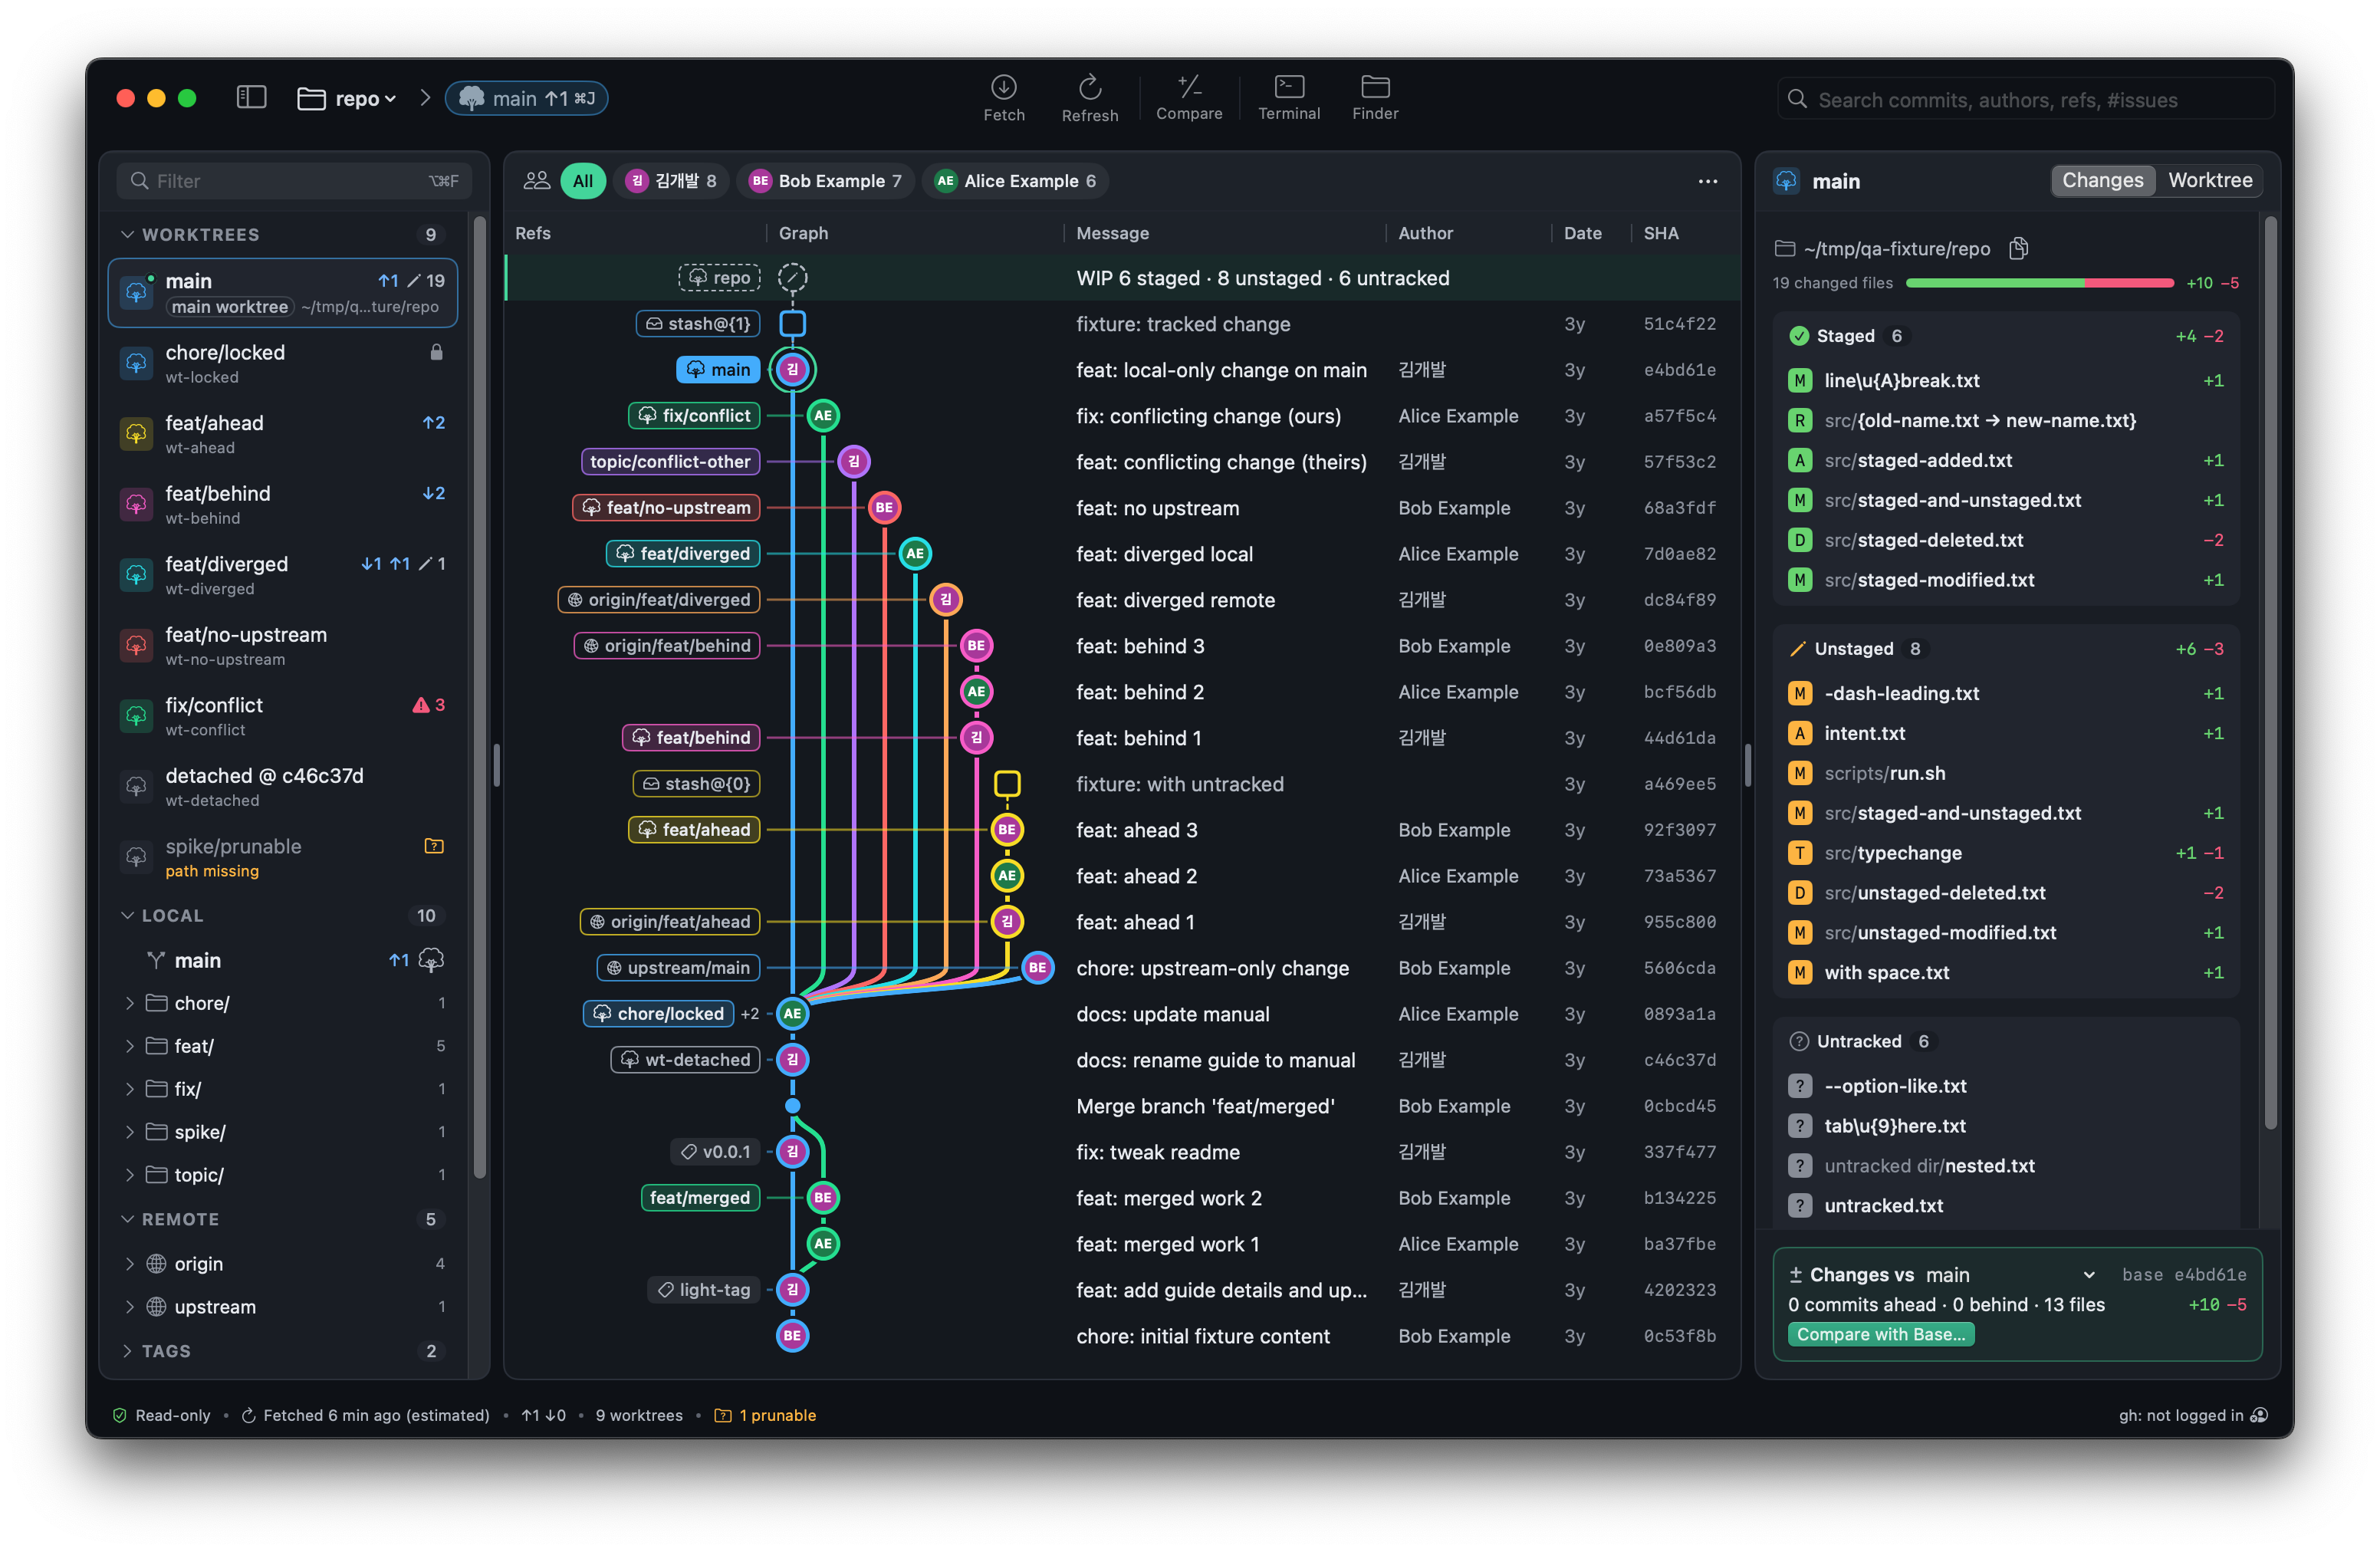 repo
main ↑1 ⌘J
Fetch
Refresh
Compare
Terminal
Finder
Search commits, authors, refs, #issues
Filter ⌥⌘F
WORKTREES 9
main ↑1 19
main worktree ~/tmp/q...ture/repo
chore/locked
wt-locked
feat/ahead ↑2
wt-ahead
feat/behind ↓2
wt-behind
feat/diverged ↓1 ↑1 1
wt-diverged
feat/no-upstream
wt-no-upstream
fix/conflict 3
wt-conflict
detached @ c46c37d
wt-detached
spike/prunable
path missing
LOCAL 10
main ↑1
chore/ 1
feat/ 5
fix/ 1
spike/ 1
topic/ 1
REMOTE 5
origin 4
upstream 1
TAGS 2
All 김 김개발 8 BE Bob Example 7 AE Alice Example 6 ...
Refs Graph Message Author Date SHA
repo WIP 6 staged · 8 unstaged · 6 untracked
stash@{1} fixture: tracked change 3y 51c4f22
main 김 feat: local-only change on main 김개발 3y e4bd61e
fix/conflict AE fix: conflicting change (ours) Alice Example 3y a57f5c4
topic/conflict-other 김 feat: conflicting change (theirs) 김개발 3y 57f53c2
feat/no-upstream BE feat: no upstream Bob Example 3y 68a3fdf
feat/diverged AE feat: diverged local Alice Example 3y 7d0ae82
origin/feat/diverged 김 feat: diverged remote 김개발 3y dc84f89
origin/feat/behind BE feat: behind 3 Bob Example 3y 0e809a3
AE feat: behind 2 Alice Example 3y bcf56db
feat/behind 김 feat: behind 1 김개발 3y 44d61da
stash@{0} fixture: with untracked 3y a469ee5
feat/ahead BE feat: ahead 3 Bob Example 3y 92f3097
AE feat: ahead 2 Alice Example 3y 73a5367
origin/feat/ahead 김 feat: ahead 1 김개발 3y 955c800
upstream/main BE chore: upstream-only change Bob Example 3y 5606cda
chore/locked +2 AE docs: update manual Alice Example 3y 0893a1a
wt-detached 김 docs: rename guide to manual 김개발 3y c46c37d
Merge branch 'feat/merged' Bob Example 3y 0cbcd45
v0.0.1 김 fix: tweak readme 김개발 3y 337f477
feat/merged BE feat: merged work 2 Bob Example 3y b134225
AE feat: merged work 1 Alice Example 3y ba37fbe
light-tag 김 feat: add guide details and up... 김개발 3y 4202323
BE chore: initial fixture content Bob Example 3y 0c53f8b
main Changes Worktree
~/tmp/qa-fixture/repo
19 changed files +10 −5
Staged 6 +4 −2
M line\u{A}break.txt +1
R src/{old-name.txt → new-name.txt}
A src/staged-added.txt +1
M src/staged-and-unstaged.txt +1
D src/staged-deleted.txt −2
M src/staged-modified.txt +1
Unstaged 8 +6 −3
M -dash-leading.txt +1
A intent.txt +1
M scripts/run.sh
M src/staged-and-unstaged.txt +1
T src/typechange +1 −1
D src/unstaged-deleted.txt −2
M src/unstaged-modified.txt +1
M with space.txt +1
Untracked 6
? --option-like.txt
? tab\u{9}here.txt
? untracked dir/nested.txt
? untracked.txt
± Changes vs main base e4bd61e
0 commits ahead · 0 behind · 13 files +10 −5
Compare with Base...
Read-only • Fetched 6 min ago (estimated) • ↑1 ↓0 • 9 worktrees • 1 prunable
gh: not logged in